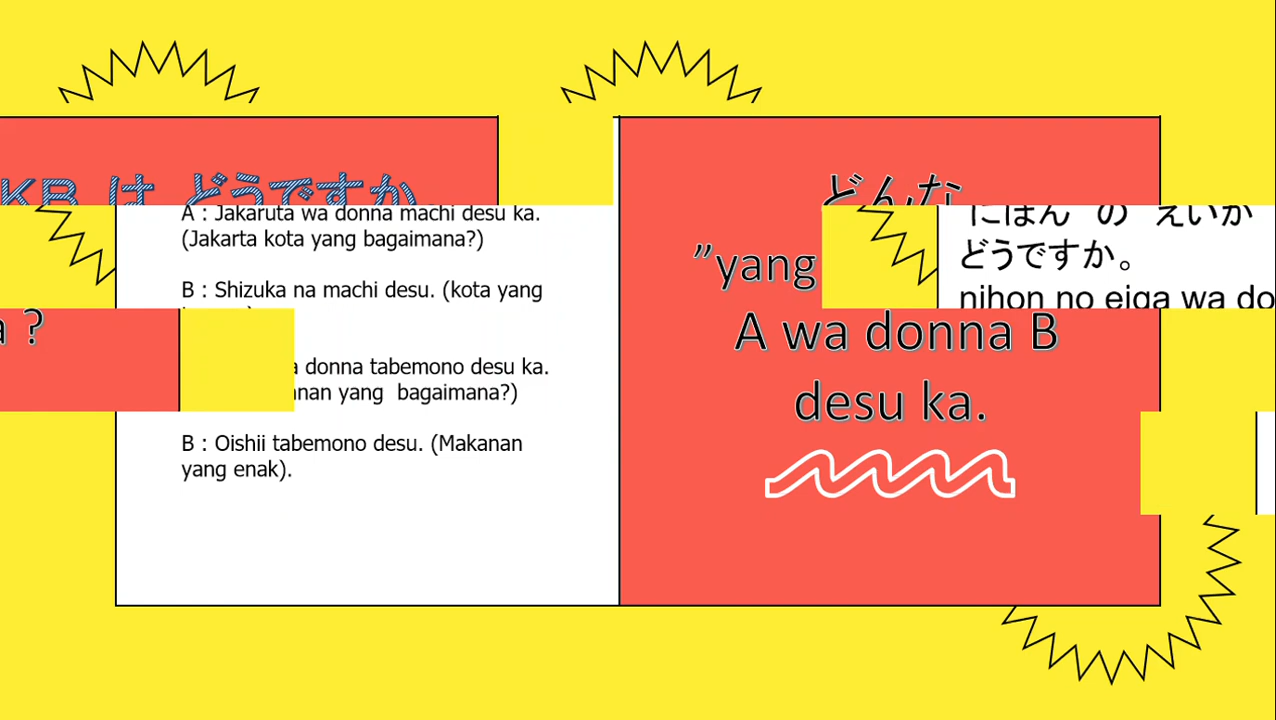 KB は どうですか。
A : Jakaruta wa donna machi desu ka.
(Jakarta kota yang bagaimana?)
B : Shizuka na machi desu. (kota yang
donna tabemono desu ka.
yang bagaimana?)
B : Oishii tabemono desu. (Makanan
yang enak).
どんな
”yang
A wa donna B
desu ka.
にほん の えいが
どうですか。
nihon no eiga wa do